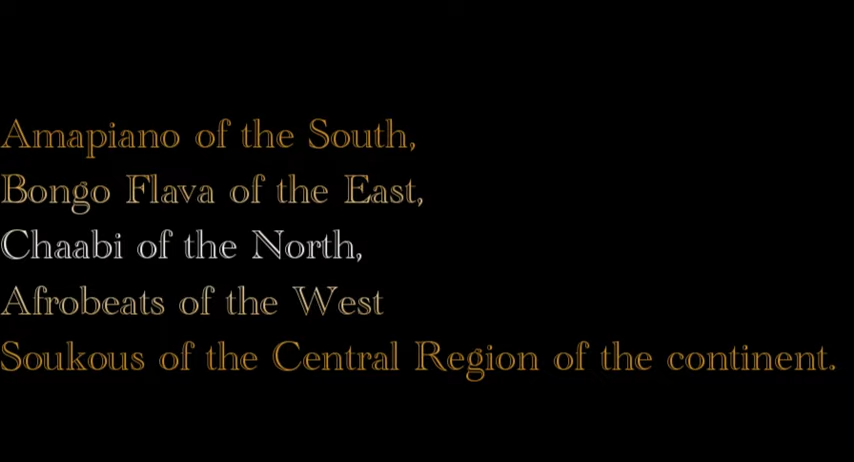 Amapiano of the South,
Bongo Flava of the East,
Chaabi of the North,
Afrobeats of the West
Soukous of the Central Region of the continent.